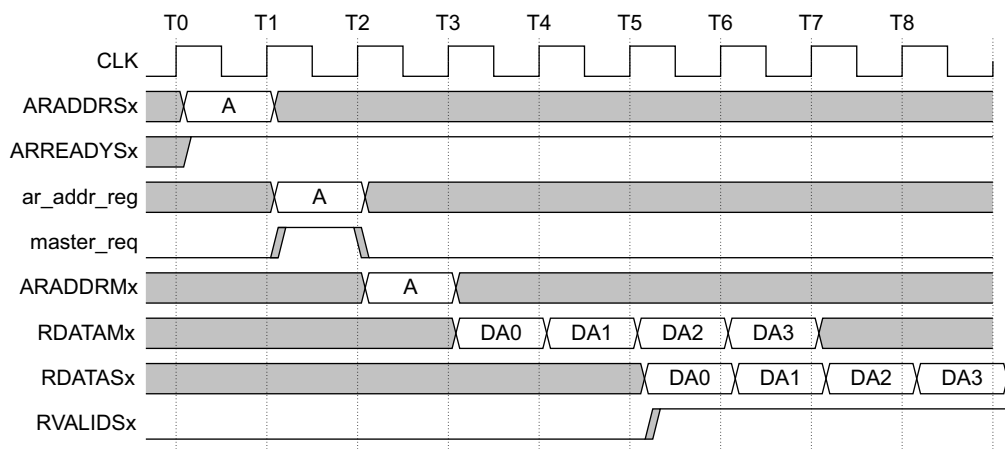 T0 T1 T2 T3 T4 T5 T6 T7 T8
CLK
ARADDRSx A
ARREADYSx
ar_addr_reg A
master_req
ARADDRMx A
RDATAMx DA0 DA1 DA2 DA3
RDATASx DA0 DA1 DA2 DA3
RVALIDSx